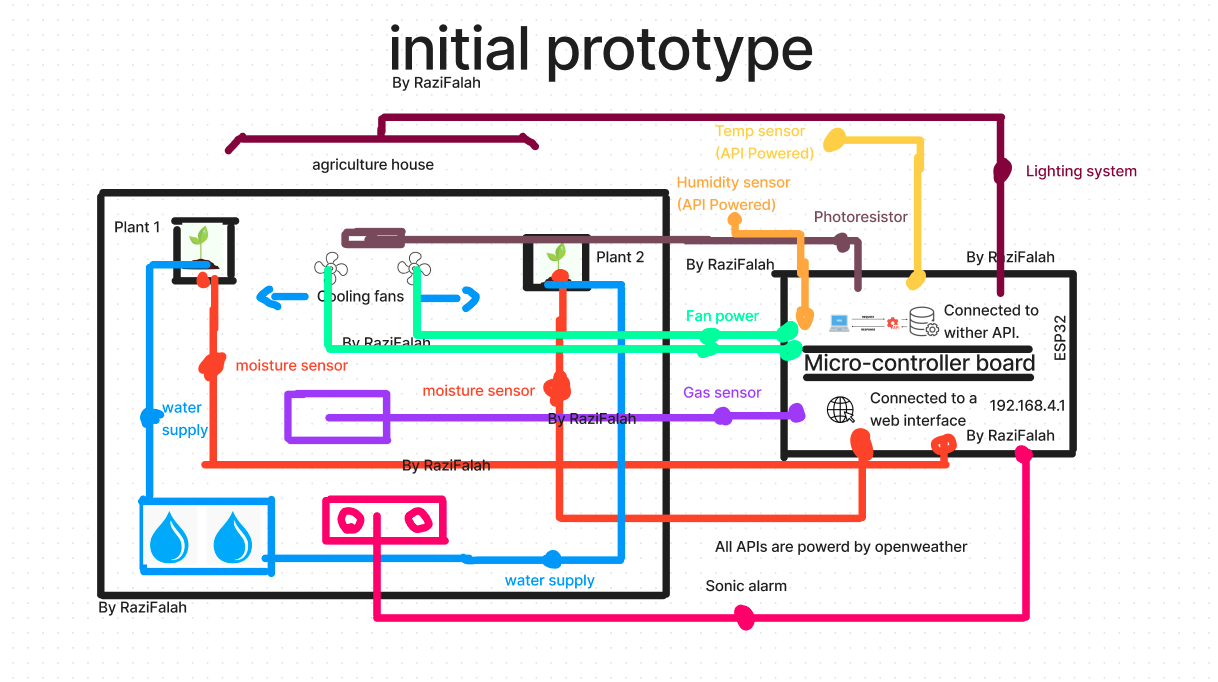 initial prototype
By RaziFalah
agriculture house
Temp sensor
(API Powered)
Humidity sensor
(API Powered)
Lighting system
Photoresistor
Plant 1
Plant 2
By RaziFalah
By RaziFalah
Cooling fans
Fan power
By RaziFalah
REQUEST
RESPONSE
Connected to
wither API.
ESP32
Micro-controller board
moisture sensor
moisture sensor
Gas sensor
Connected to a
web interface
192.168.4.1
water
supply
By RaziFalah
By RaziFalah
By RaziFalah
All APIs are powerd by openweather
water supply
Sonic alarm
By RaziFalah